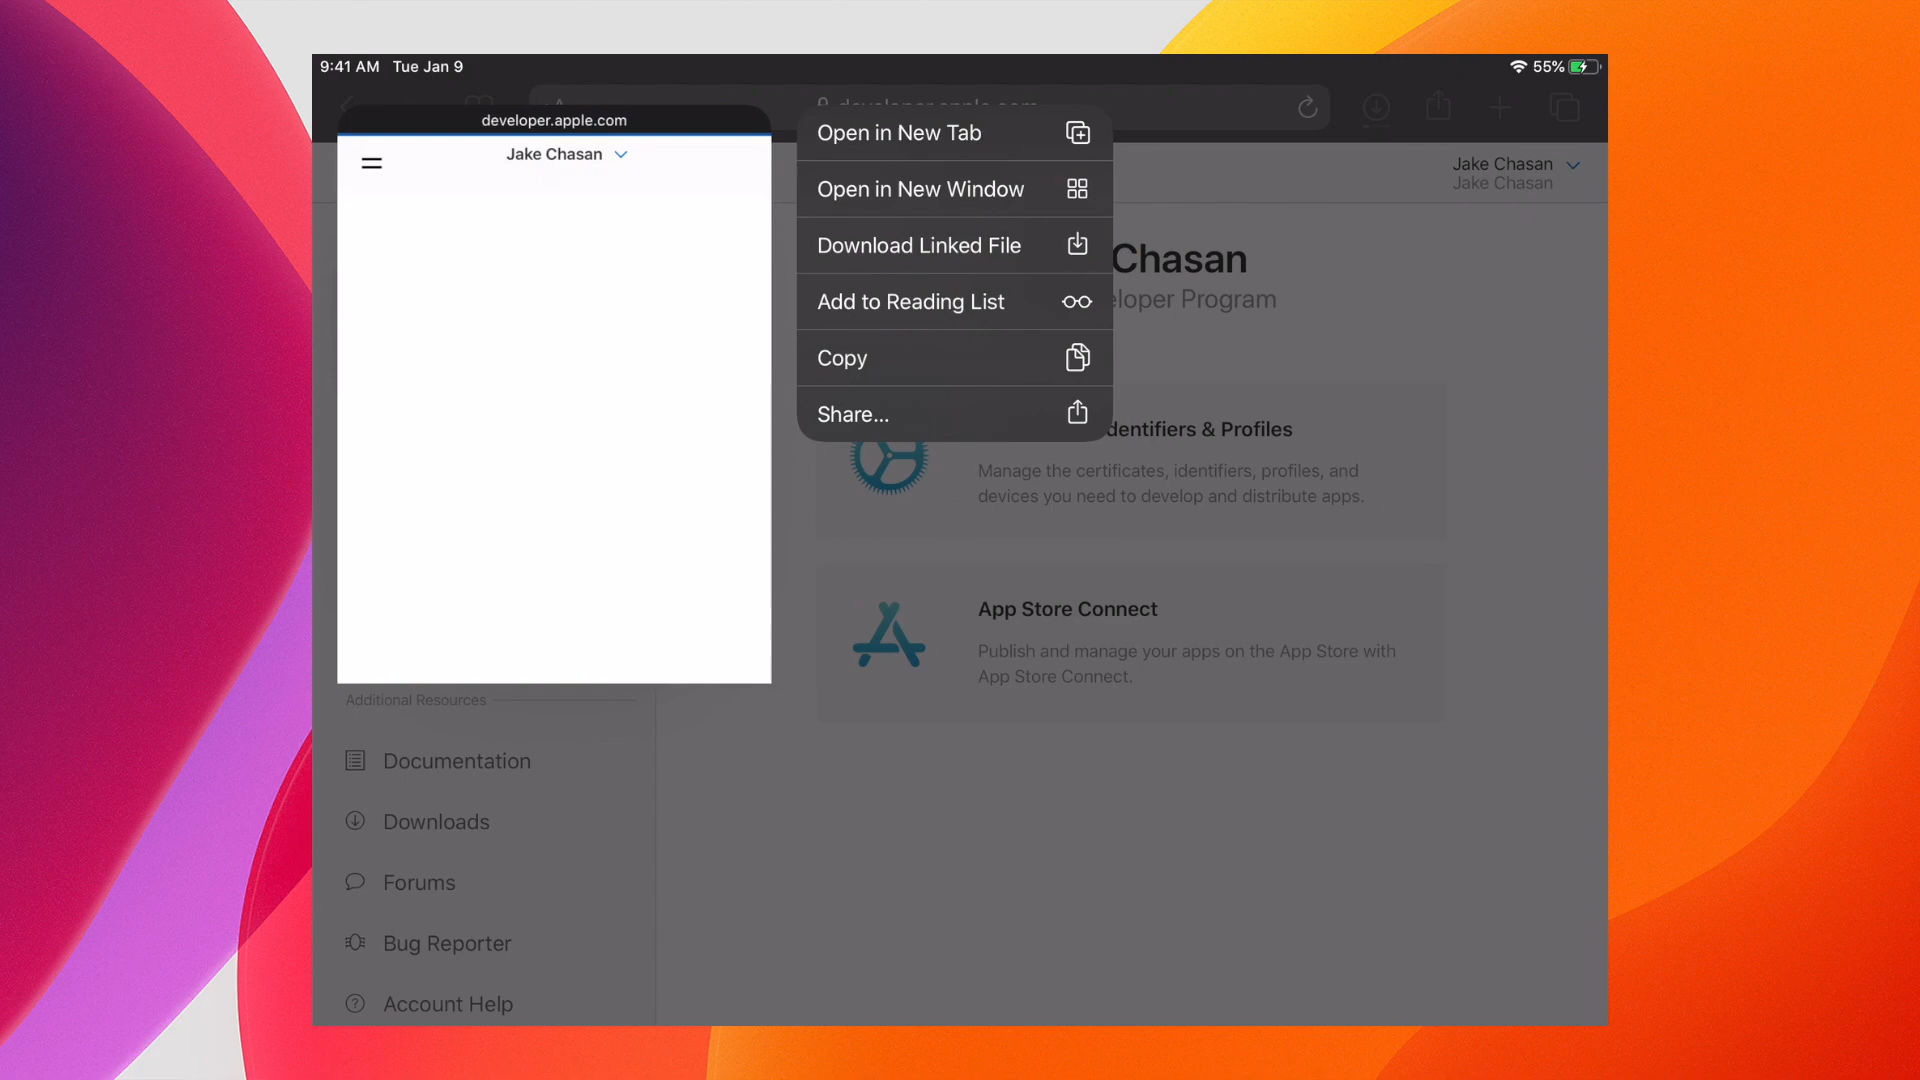 9:41 AM Tue Jan 9
55%
developer.apple.com
developer.apple.com
Jake Chasan
Open in New Tab
Open in New Window
Download Linked File
Add to Reading List
Copy
Share...
Jake Chasan
Jake Chasan
Chasan
eloper Program
dentifiers & Profiles
Manage the certificates, identifiers, profiles, and
devices you need to develop and distribute apps.
App Store Connect
Publish and manage your apps on the App Store with
App Store Connect.
Additional Resources
Documentation
Downloads
Forums
Bug Reporter
Account Help